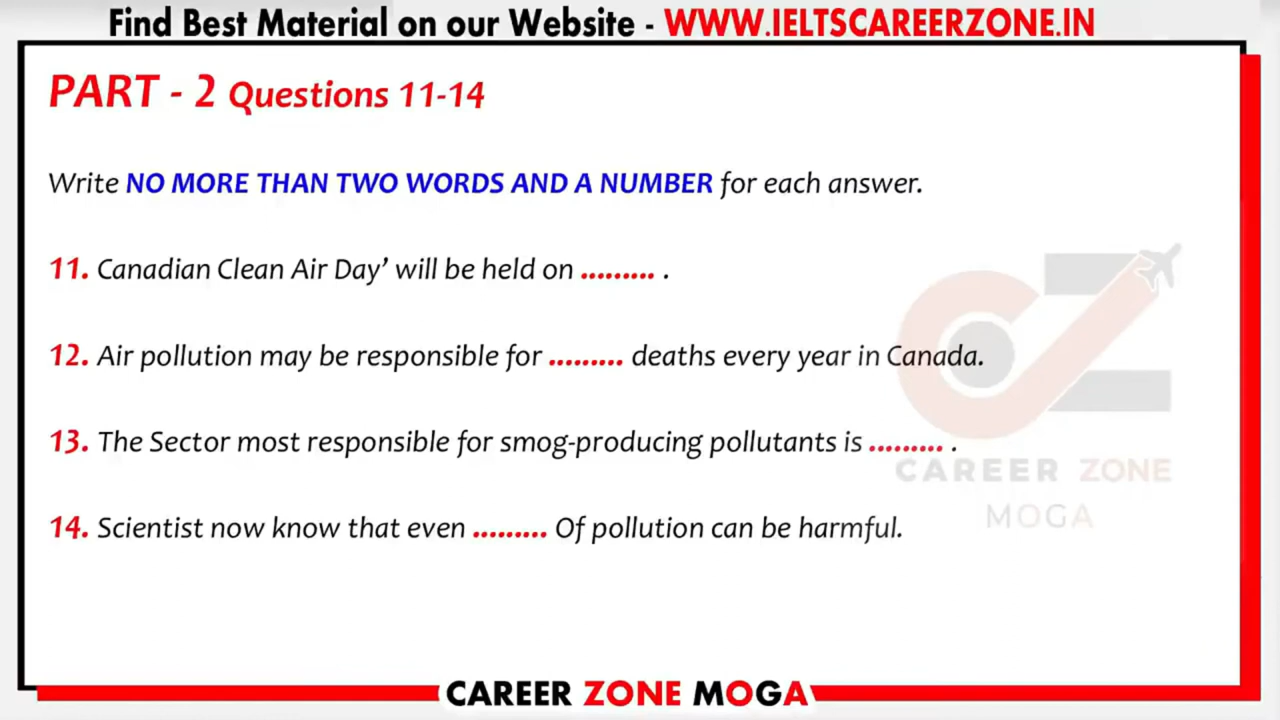 Find Best Material on our Website - WWW.IELTSCAREERZONE.IN
PART - 2 Questions 11-14
Write NO MORE THAN TWO WORDS AND A NUMBER for each answer.
11. Canadian Clean Air Day’ will be held on ......... .
12. Air pollution may be responsible for ......... deaths every year in Canada.
13. The Sector most responsible for smog-producing pollutants is ......... .
CAREER ZONE
MOGA
14. Scientist now know that even ......... Of pollution can be harmful.
CAREER ZONE MOGA